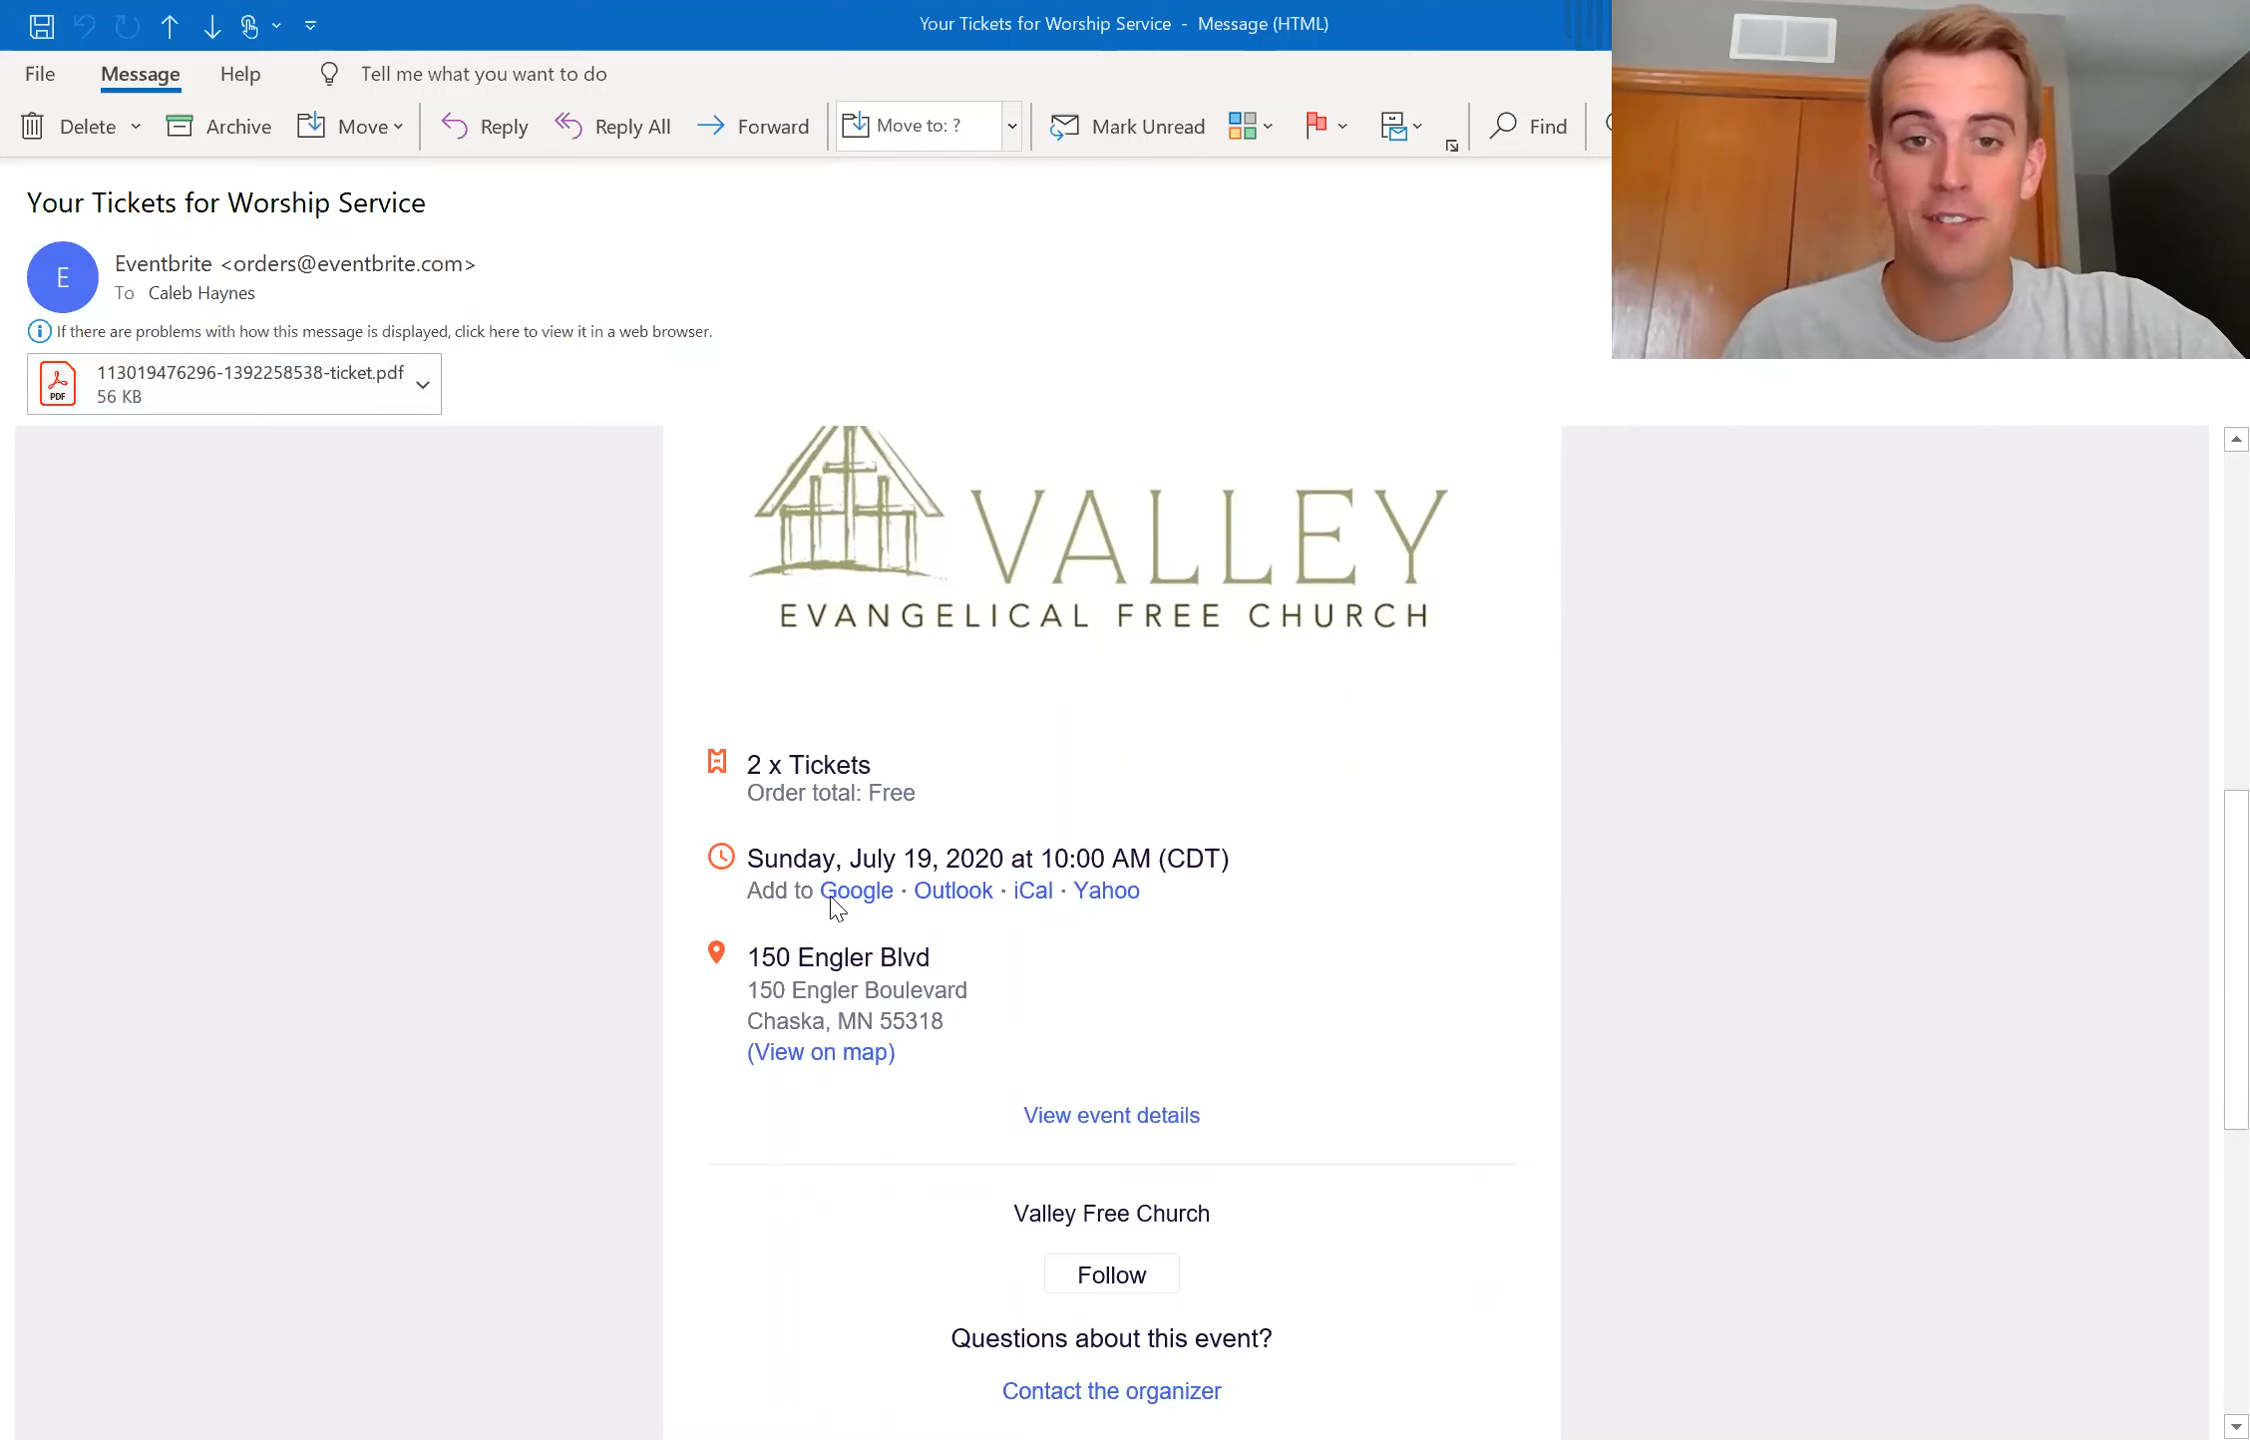 Your Tickets for Worship Service - Message (HTML)
File Message Help Tell me what you want to do
Delete Archive Move Reply Reply All Forward Move to: ? Mark Unread Find
Your Tickets for Worship Service
E
Eventbrite <orders@eventbrite.com>
To Caleb Haynes
If there are problems with how this message is displayed, click here to view it in a web browser.
PDF
113019476296-1392258538-ticket.pdf
56 KB
VALLEY
EVANGELICAL FREE CHURCH
2 x Tickets
Order total: Free
Sunday, July 19, 2020 at 10:00 AM (CDT)
Add to Google · Outlook · iCal · Yahoo
150 Engler Blvd
150 Engler Boulevard
Chaska, MN 55318
(View on map)
View event details
Valley Free Church
Follow
Questions about this event?
Contact the organizer